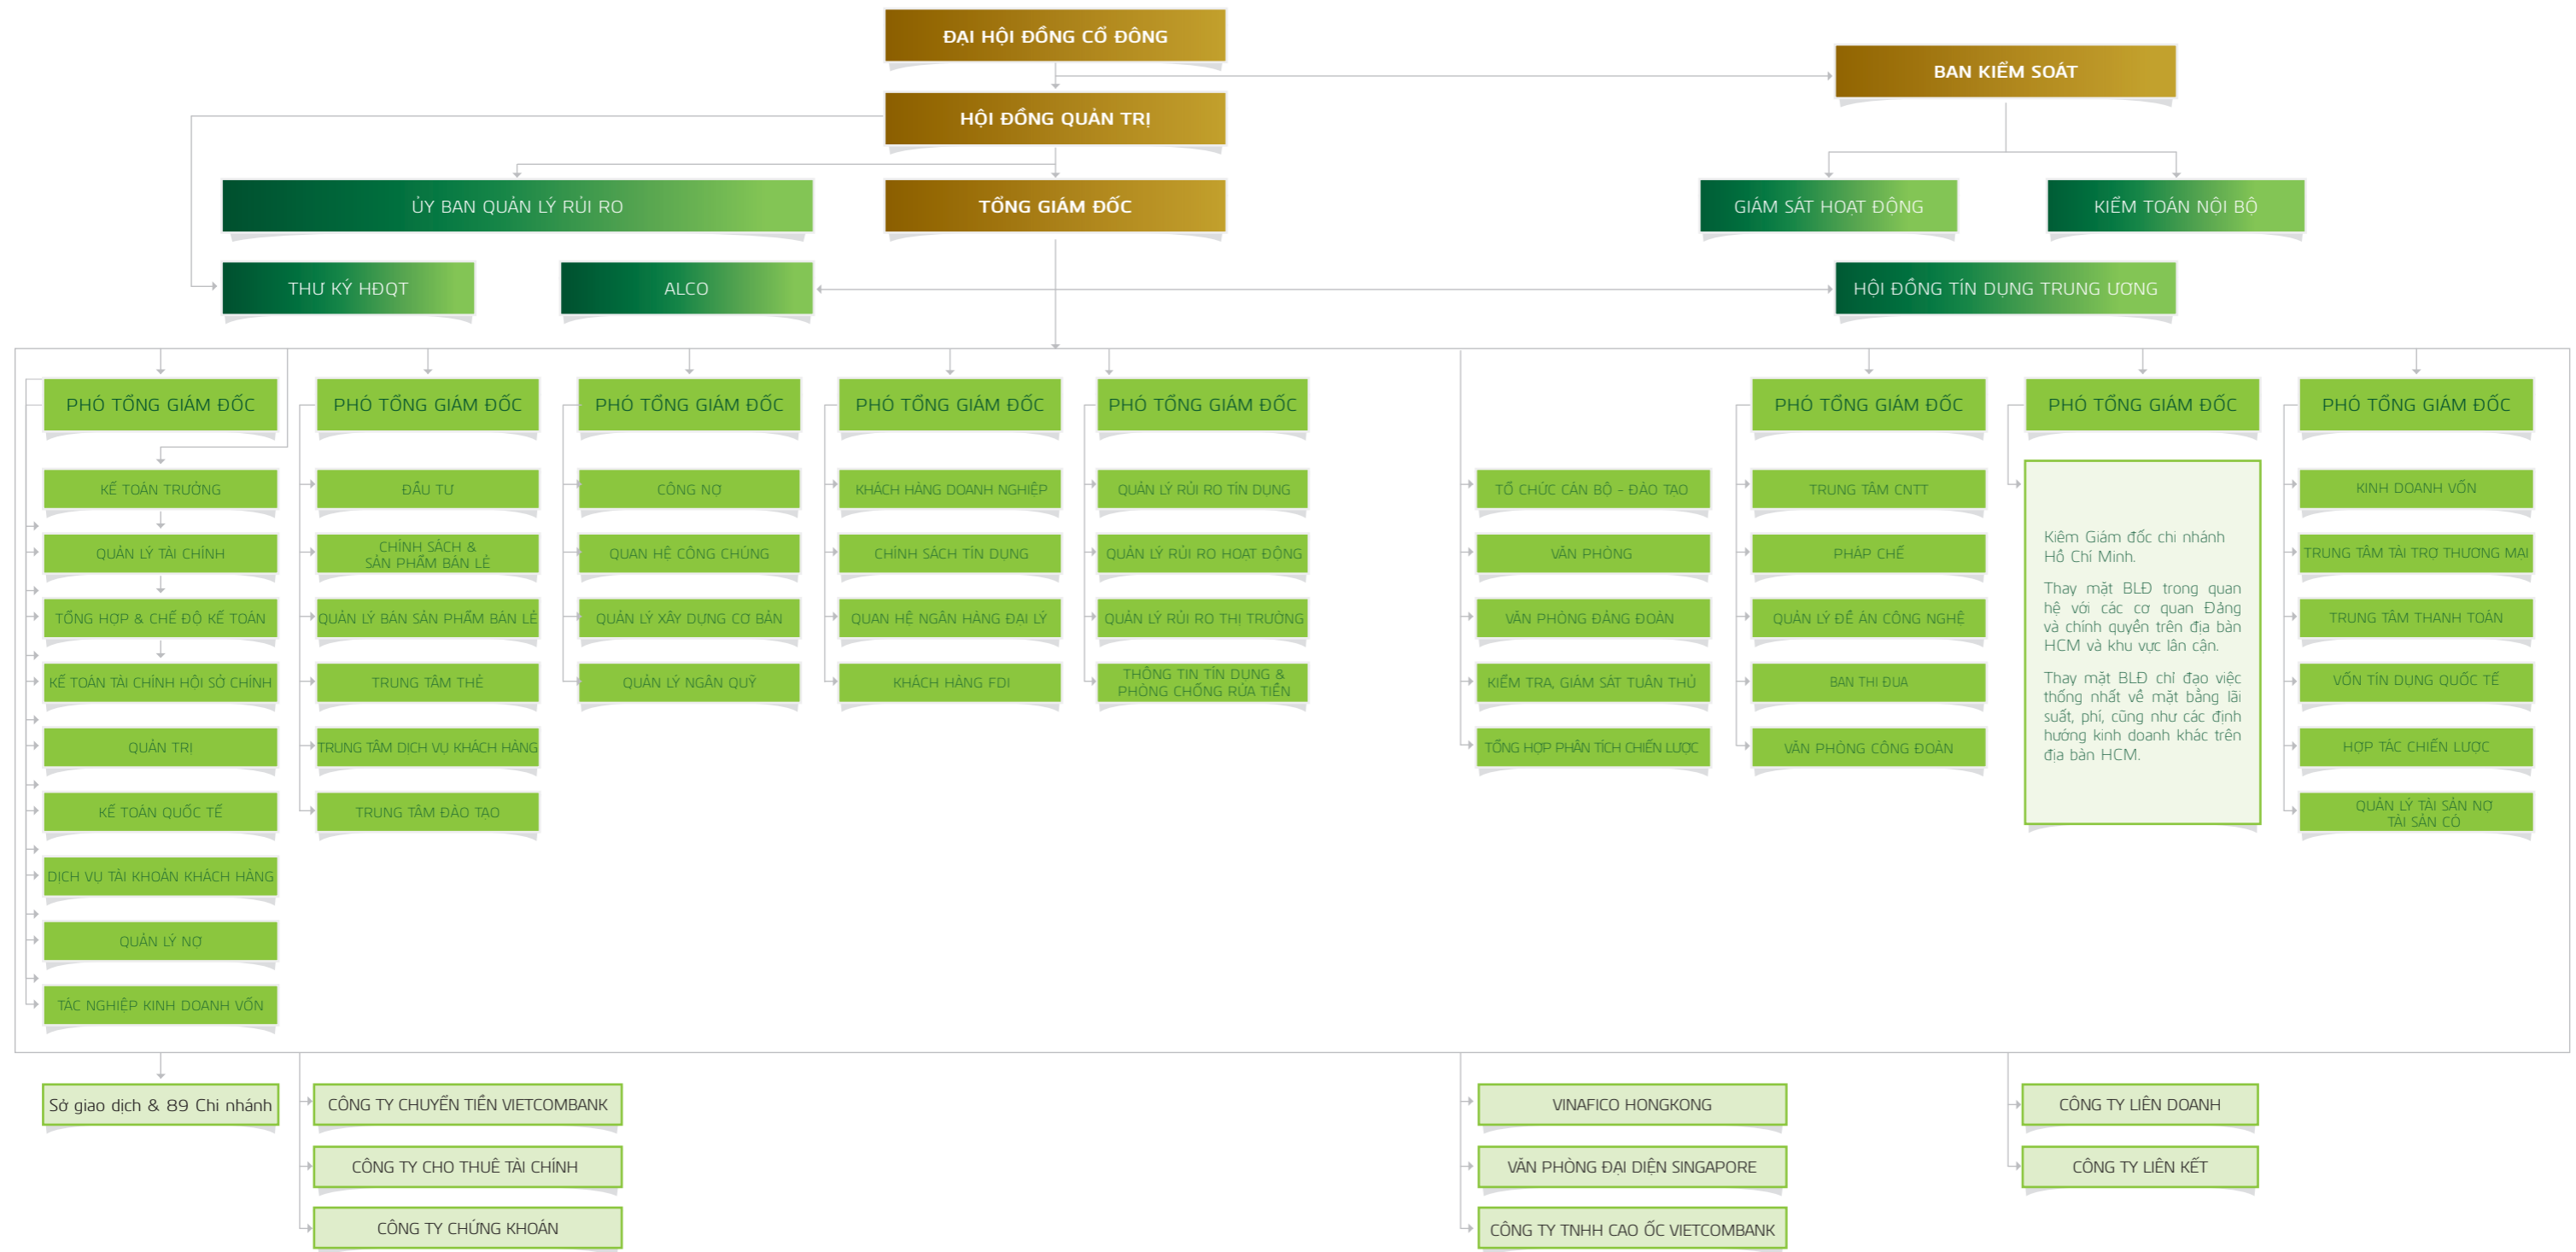 ĐẠI HỘI ĐỒNG CỔ ĐÔNG
BAN KIỂM SOÁT
HỘI ĐỒNG QUẢN TRỊ
ỦY BAN QUẢN LÝ RỦI RO
TỔNG GIÁM ĐỐC
GIÁM SÁT HOẠT ĐỘNG
KIỂM TOÁN NỘI BỘ
THƯ KÝ HĐQT
ALCO
HỘI ĐỒNG TÍN DỤNG TRUNG ƯƠNG
PHÓ TỔNG GIÁM ĐỐC
KẾ TOÁN TRƯỞNG
QUẢN LÝ TÀI CHÍNH
TỔNG HỢP & CHẾ ĐỘ KẾ TOÁN
KẾ TOÁN TÀI CHÍNH HỘI SỞ CHÍNH
QUẢN TRỊ
KẾ TOÁN QUỐC TẾ
DỊCH VỤ TÀI KHOẢN KHÁCH HÀNG
QUẢN LÝ NỢ
TÁC NGHIỆP KINH DOANH VỐN
PHÓ TỔNG GIÁM ĐỐC
ĐẦU TƯ
CHÍNH SÁCH &
SẢN PHẨM BÁN LẺ
QUẢN LÝ BÁN SẢN PHẨM BÁN LẺ
TRUNG TÂM THẺ
TRUNG TÂM DỊCH VỤ KHÁCH HÀNG
TRUNG TÂM ĐÀO TẠO
PHÓ TỔNG GIÁM ĐỐC
CÔNG NỢ
QUAN HỆ CÔNG CHÚNG
QUẢN LÝ XÂY DỰNG CƠ BẢN
QUẢN LÝ NGÂN QUỸ
PHÓ TỔNG GIÁM ĐỐC
KHÁCH HÀNG DOANH NGHIỆP
CHÍNH SÁCH TÍN DỤNG
QUAN HỆ NGÂN HÀNG ĐẠI LÝ
KHÁCH HÀNG FDI
PHÓ TỔNG GIÁM ĐỐC
QUẢN LÝ RỦI RO TÍN DỤNG
QUẢN LÝ RỦI RO HOẠT ĐỘNG
QUẢN LÝ RỦI RO THỊ TRƯỜNG
THÔNG TIN TÍN DỤNG &
PHÒNG CHỐNG RỬA TIỀN
TỔ CHỨC CÁN BỘ - ĐÀO TẠO
VĂN PHÒNG
VĂN PHÒNG ĐẢNG ĐOÀN
KIỂM TRA, GIÁM SÁT TUÂN THỦ
TỔNG HỢP PHÂN TÍCH CHIẾN LƯỢC
PHÓ TỔNG GIÁM ĐỐC
TRUNG TÂM CNTT
PHÁP CHẾ
QUẢN LÝ ĐỀ ÁN CÔNG NGHỆ
BAN THI ĐUA
VĂN PHÒNG CÔNG ĐOÀN
PHÓ TỔNG GIÁM ĐỐC
Kiêm Giám đốc chi nhánh
Hồ Chí Minh.
Thay mặt BLĐ trong quan
hệ với các cơ quan Đảng
và chính quyền trên địa bàn
HCM và khu vực lân cận.
Thay mặt BLĐ chỉ đạo việc
thống nhất về mặt bằng lãi
suất, phí, cũng như các định
hướng kinh doanh khác trên
địa bàn HCM.
PHÓ TỔNG GIÁM ĐỐC
KINH DOANH VỐN
TRUNG TÂM TÀI TRỢ THƯƠNG MẠI
TRUNG TÂM THANH TOÁN
VỐN TÍN DỤNG QUỐC TẾ
HỢP TÁC CHIẾN LƯỢC
QUẢN LÝ TÀI SẢN NỢ
TÀI SẢN CÓ
Sở giao dịch & 89 Chi nhánh
CÔNG TY CHUYỂN TIỀN VIETCOMBANK
CÔNG TY CHO THUÊ TÀI CHÍNH
CÔNG TY CHỨNG KHOÁN
VINAFICO HONGKONG
VĂN PHÒNG ĐẠI DIỆN SINGAPORE
CÔNG TY TNHH CAO ỐC VIETCOMBANK
CÔNG TY LIÊN DOANH
CÔNG TY LIÊN KẾT